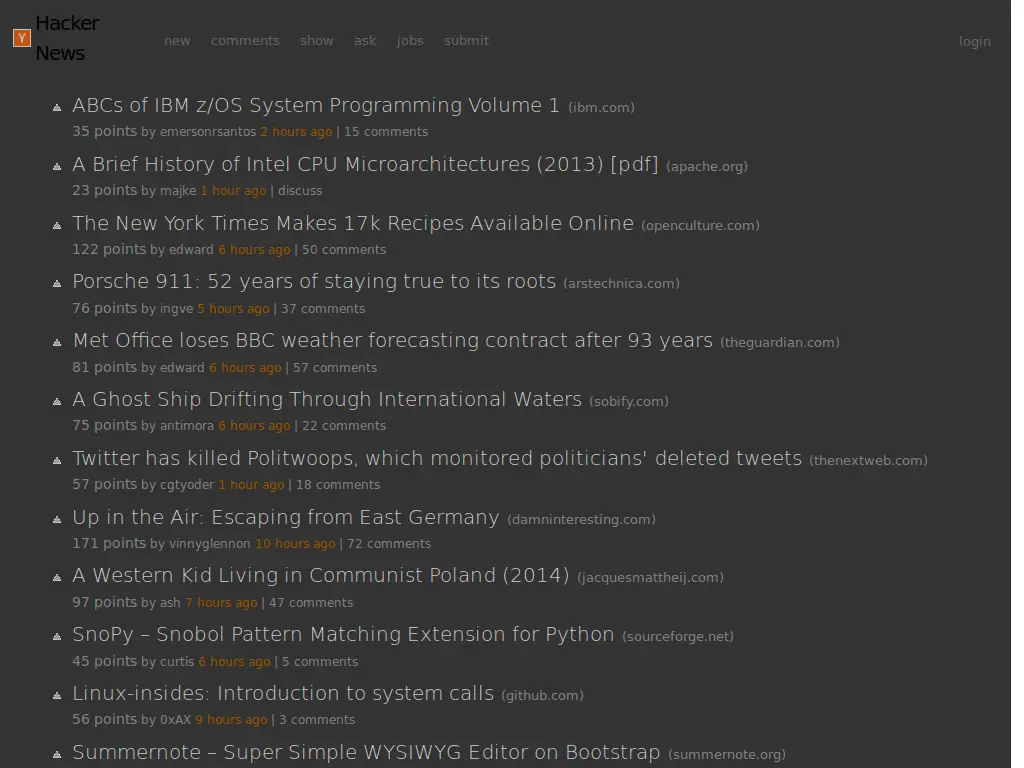 Y Hacker News
new comments show ask jobs submit login
ABCs of IBM z/OS System Programming Volume 1 (ibm.com)
35 points by emersonrsantos 2 hours ago | 15 comments
A Brief History of Intel CPU Microarchitectures (2013) [pdf] (apache.org)
23 points by majke 1 hour ago | discuss
The New York Times Makes 17k Recipes Available Online (openculture.com)
122 points by edward 6 hours ago | 50 comments
Porsche 911: 52 years of staying true to its roots (arstechnica.com)
76 points by ingve 5 hours ago | 37 comments
Met Office loses BBC weather forecasting contract after 93 years (theguardian.com)
81 points by edward 6 hours ago | 57 comments
A Ghost Ship Drifting Through International Waters (sobify.com)
75 points by antimora 6 hours ago | 22 comments
Twitter has killed Politwoops, which monitored politicians' deleted tweets (thenextweb.com)
57 points by cgtyoder 1 hour ago | 18 comments
Up in the Air: Escaping from East Germany (damninteresting.com)
171 points by vinnyglennon 10 hours ago | 72 comments
A Western Kid Living in Communist Poland (2014) (jacquesmattheij.com)
97 points by ash 7 hours ago | 47 comments
SnoPy – Snobol Pattern Matching Extension for Python (sourceforge.net)
45 points by curtis 6 hours ago | 5 comments
Linux-insides: Introduction to system calls (github.com)
56 points by 0xAX 9 hours ago | 3 comments
Summernote – Super Simple WYSIWYG Editor on Bootstrap (summernote.org)